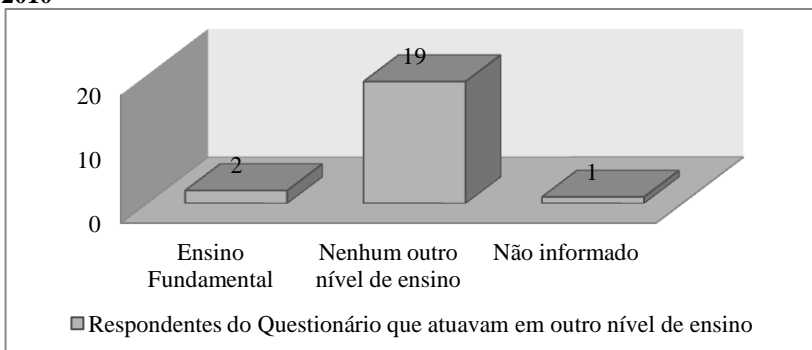 2010
19
20
2
10
1
0
Ensino Nenhum outro Não informado
Fundamental nível de ensino
Respondentes do Questionário que atuavam em outro nível de ensino